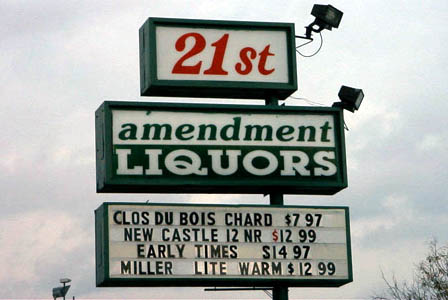 21st
amendment
LIQUORS
CLOS DU BOIS CHARD $7 97
NEW CASTLE 12 NR $12 99
EARLY TIMES $14 97
MILLER LITE WARM $12 99